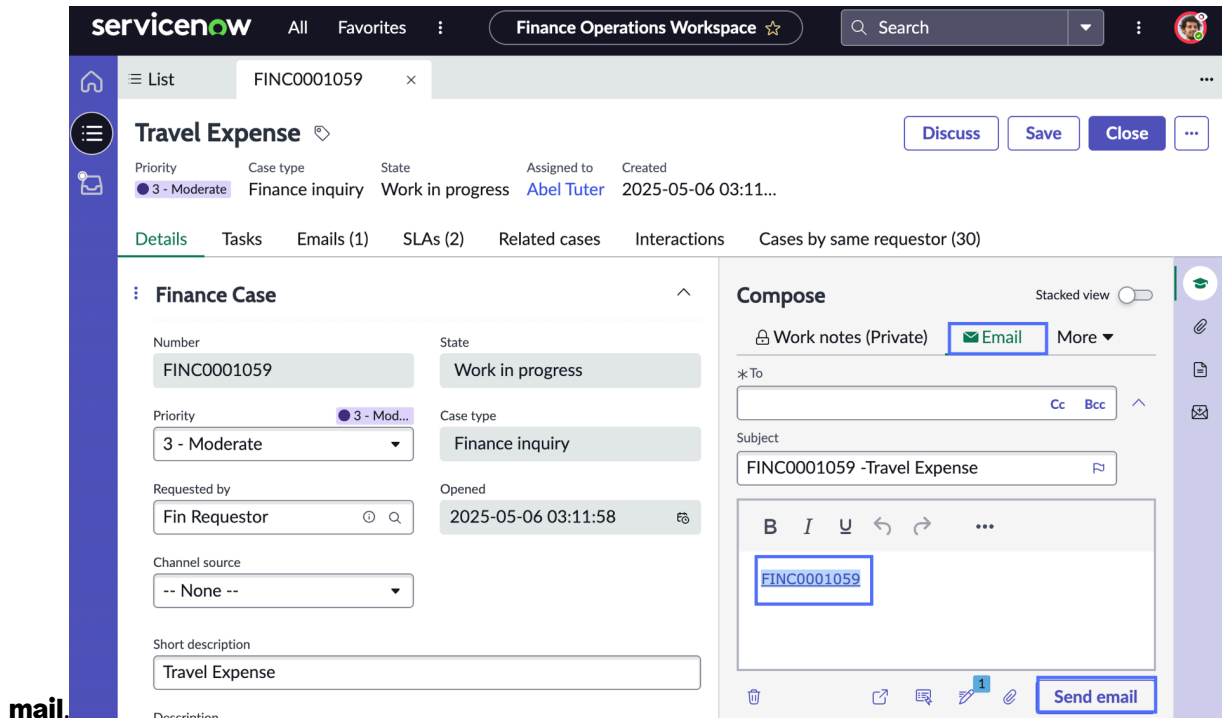 servicenow All Favorites Finance Operations Workspace Search
List FINC0001059
Travel Expense Discuss Save Close
Priority Case type State Assigned to Created
3 - Moderate Finance inquiry Work in progress Abel Tuter 2025-05-06 03:11...
Details Tasks Emails (1) SLAs (2) Related cases Interactions Cases by same requestor (30)
Finance Case
Number State
FINC0001059 Work in progress
Priority 3 - Mod... Case type
3 - Moderate Finance inquiry
Requested by Opened
Fin Requestor 2025-05-06 03:11:58
Channel source
-- None --
Short description
Travel Expense
Description
Compose Stacked view
Work notes (Private) Email More
*To
Cc Bcc
Subject
FINC0001059 -Travel Expense
B I U ...
FINC0001059
1
Send email
mail.